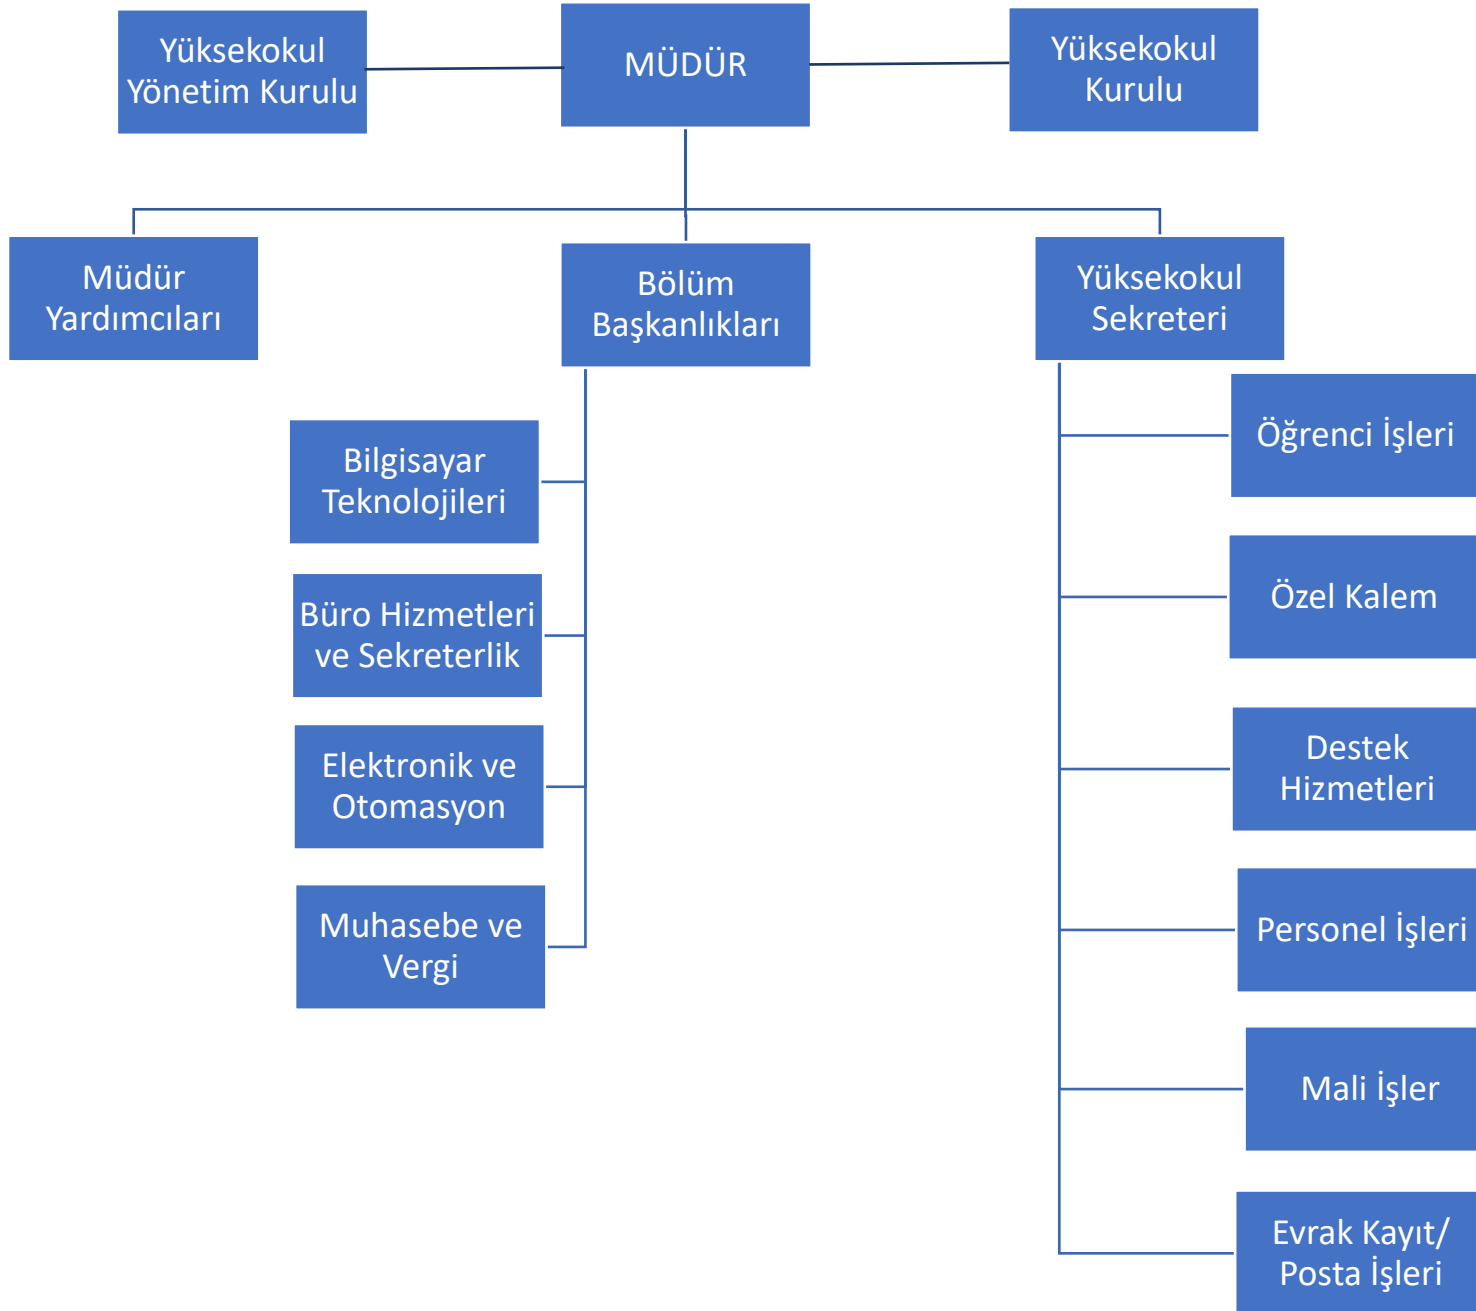 Yüksekokul
Yönetim Kurulu
MÜDÜR
Yüksekokul
Kurulu
Müdür
Yardımcıları
Bölüm
Başkanlıkları
Yüksekokul
Sekreteri
Bilgisayar
Teknolojileri
Büro Hizmetleri
ve Sekreterlik
Elektronik ve
Otomasyon
Muhasebe ve
Vergi
Öğrenci İşleri
Özel Kalem
Destek
Hizmetleri
Personel İşleri
Mali İşler
Evrak Kayıt/
Posta İşleri